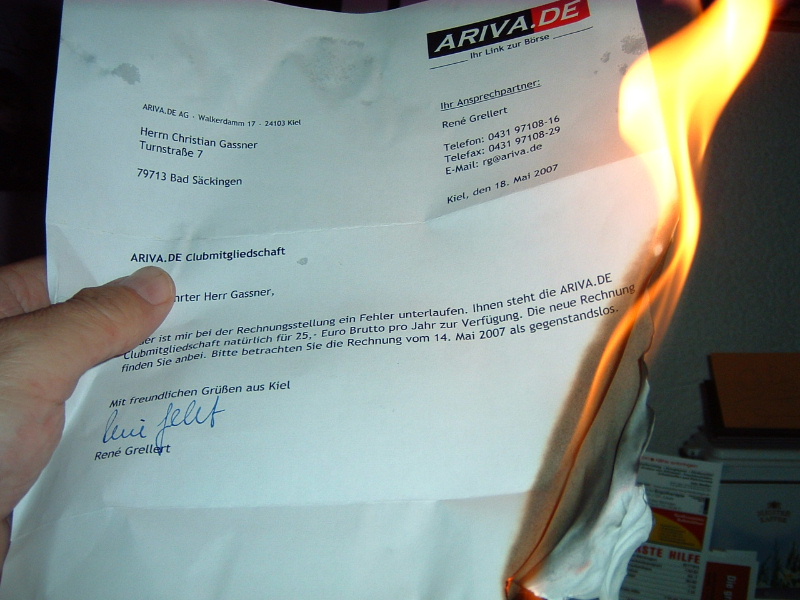 ARIVA.DE
Ihr Link zur Börse
ARIVA.DE AG - Walkerdamm 17 - 24103 Kiel
Herrn Christian Gassner
Turnstraße 7
79713 Bad Säckingen
Ihr Ansprechpartner:
René Grellert
Telefon: 0431 97108-16
Telefax: 0431 97108-29
E-Mail: rg@ariva.de
Kiel, den 18. Mai 2007
ARIVA.DE Clubmitgliedschaft
hrter Herr Gassner,
der ist mir bei der Rechnungsstellung ein Fehler unterlaufen. Ihnen steht die ARIVA.DE
Clubmitgliedschaft natürlich für 25,- Euro Brutto pro Jahr zur Verfügung. Die neue Rechnung
finden Sie anbei. Bitte betrachten Sie die Rechnung vom 14. Mai 2007 als gegenstandslos.
Mit freundlichen Grüßen aus Kiel
René Grellert
STE HILFE